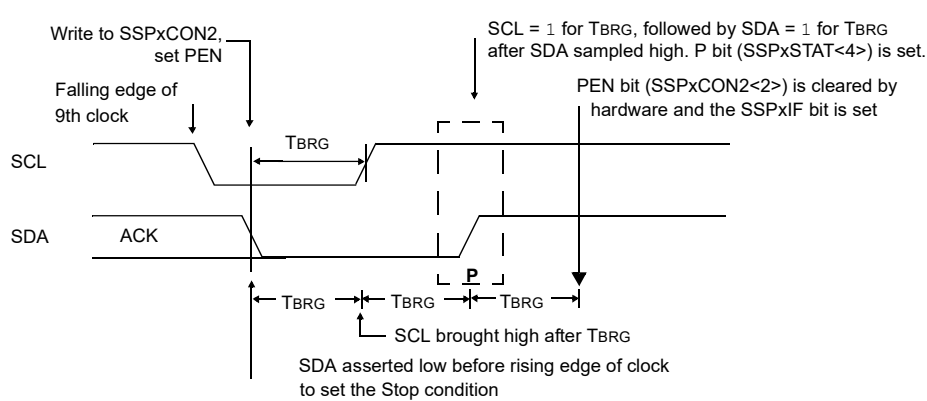 Write to SSPxCON2,
set PEN
SCL = 1 for TBRG, followed by SDA = 1 for TBRG
after SDA sampled high. P bit (SSPxSTAT<4>) is set.
Falling edge of
9th clock
PEN bit (SSPxCON2<2>) is cleared by
hardware and the SSPxIF bit is set
TBRG
SCL
SDA
ACK
P
TBRG TBRG TBRG
SCL brought high after TBRG
SDA asserted low before rising edge of clock
to set the Stop condition